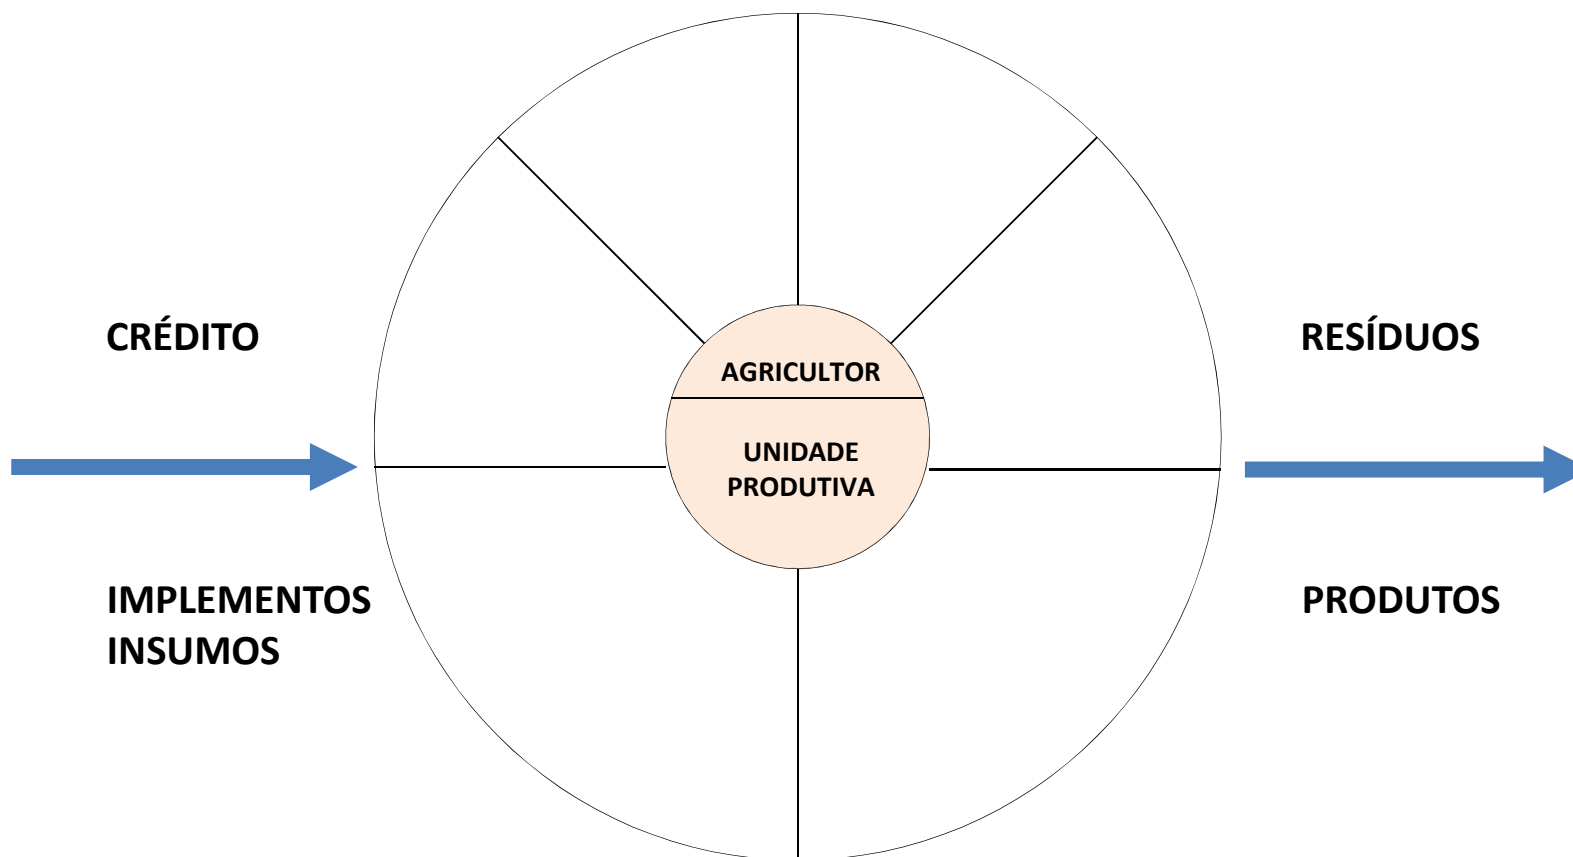 CRÉDITO
IMPLEMENTOS
INSUMOS
AGRICULTOR
UNIDADE
PRODUTIVA
RESÍDUOS
PRODUTOS